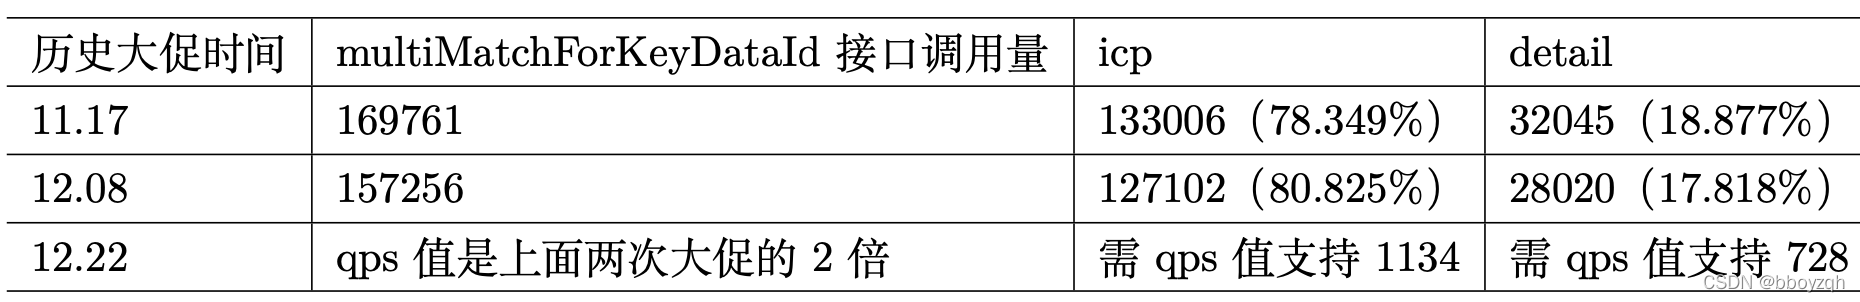 历史大促时间 multiMatchForKeyDataId 接口调用量 icp detail
11.17 169761 133006（78.349%） 32045（18.877%）
12.08 157256 127102（80.825%） 28020（17.818%）
12.22 qps 值是上面两次大促的 2 倍 需 qps 值支持 1134 需 qps 值支持 728
CSDN @bboyzqh